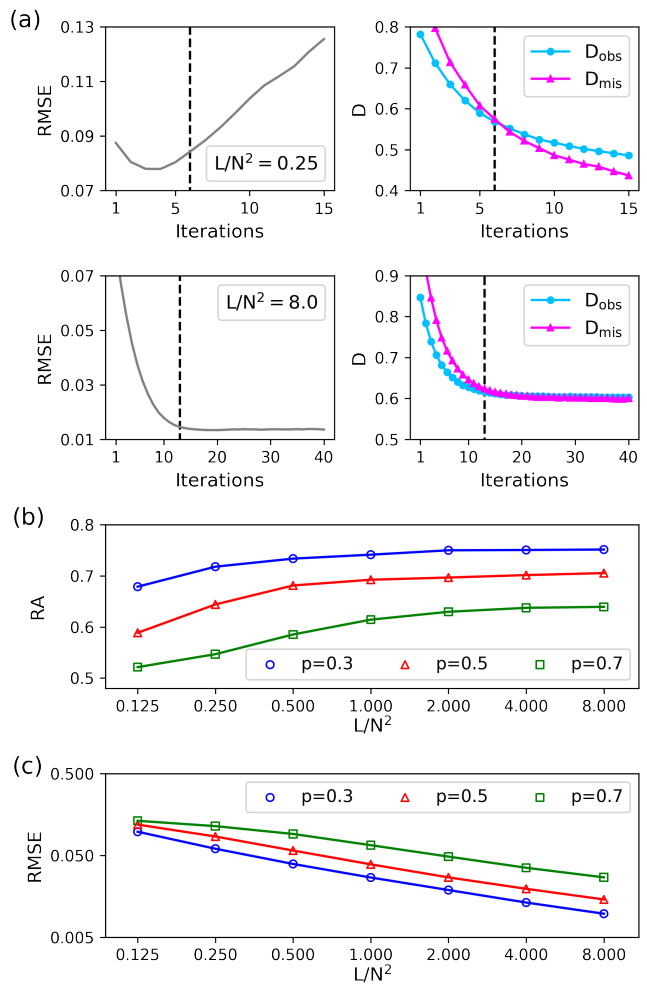 (a)
RMSE
0.13
0.11
0.09
0.07
L/N² = 0.25
1 5 10 15
Iterations
D
0.8
0.7
0.6
0.5
0.4
D_obs
D_mis
1 5 10 15
Iterations
RMSE
0.07
0.05
0.03
0.01
L/N² = 8.0
1 10 20 30 40
Iterations
D
0.9
0.8
0.7
0.6
0.5
D_obs
D_mis
1 10 20 30 40
Iterations
(b)
RA
0.8
0.7
0.6
0.5
p=0.3 p=0.5 p=0.7
0.125 0.250 0.500 1.000 2.000 4.000 8.000
L/N²
(c)
RMSE
0.500
0.050
0.005
p=0.3 p=0.5 p=0.7
0.125 0.250 0.500 1.000 2.000 4.000 8.000
L/N²